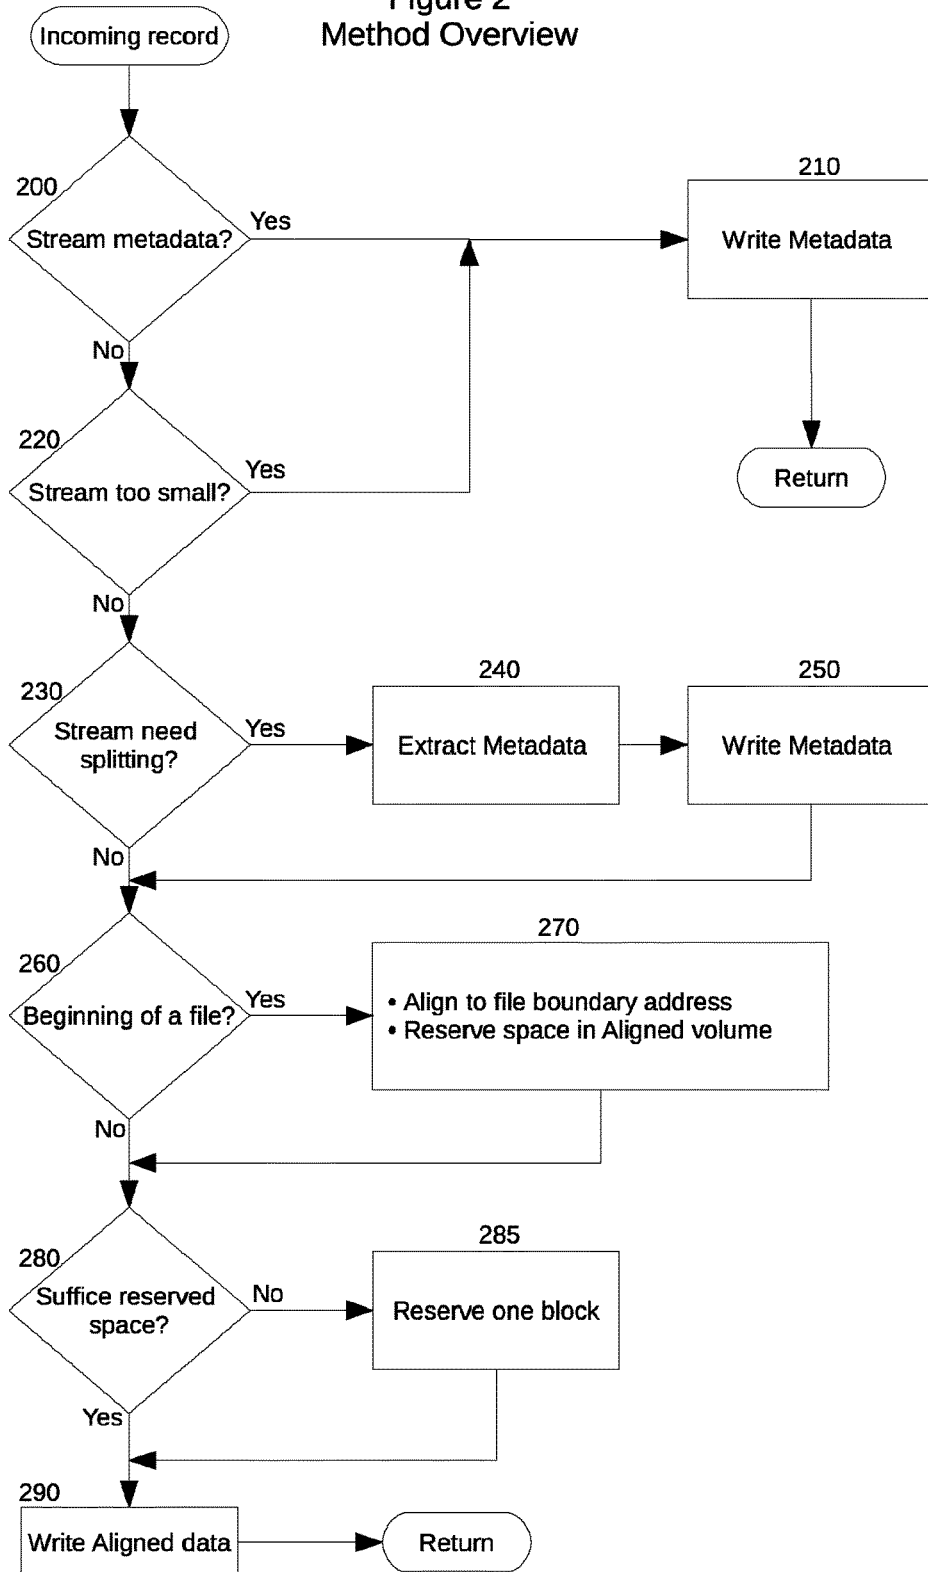 Figure 2
Method Overview
Incoming record
200
Stream metadata?
Yes
No
210
Write Metadata
Return
220
Stream too small?
Yes
No
230
Stream need
splitting?
Yes
No
240
Extract Metadata
250
Write Metadata
260
Beginning of a file?
Yes
No
270
• Align to file boundary address
• Reserve space in Aligned volume
280
Suffice reserved
space?
No
Yes
285
Reserve one block
290
Write Aligned data
Return